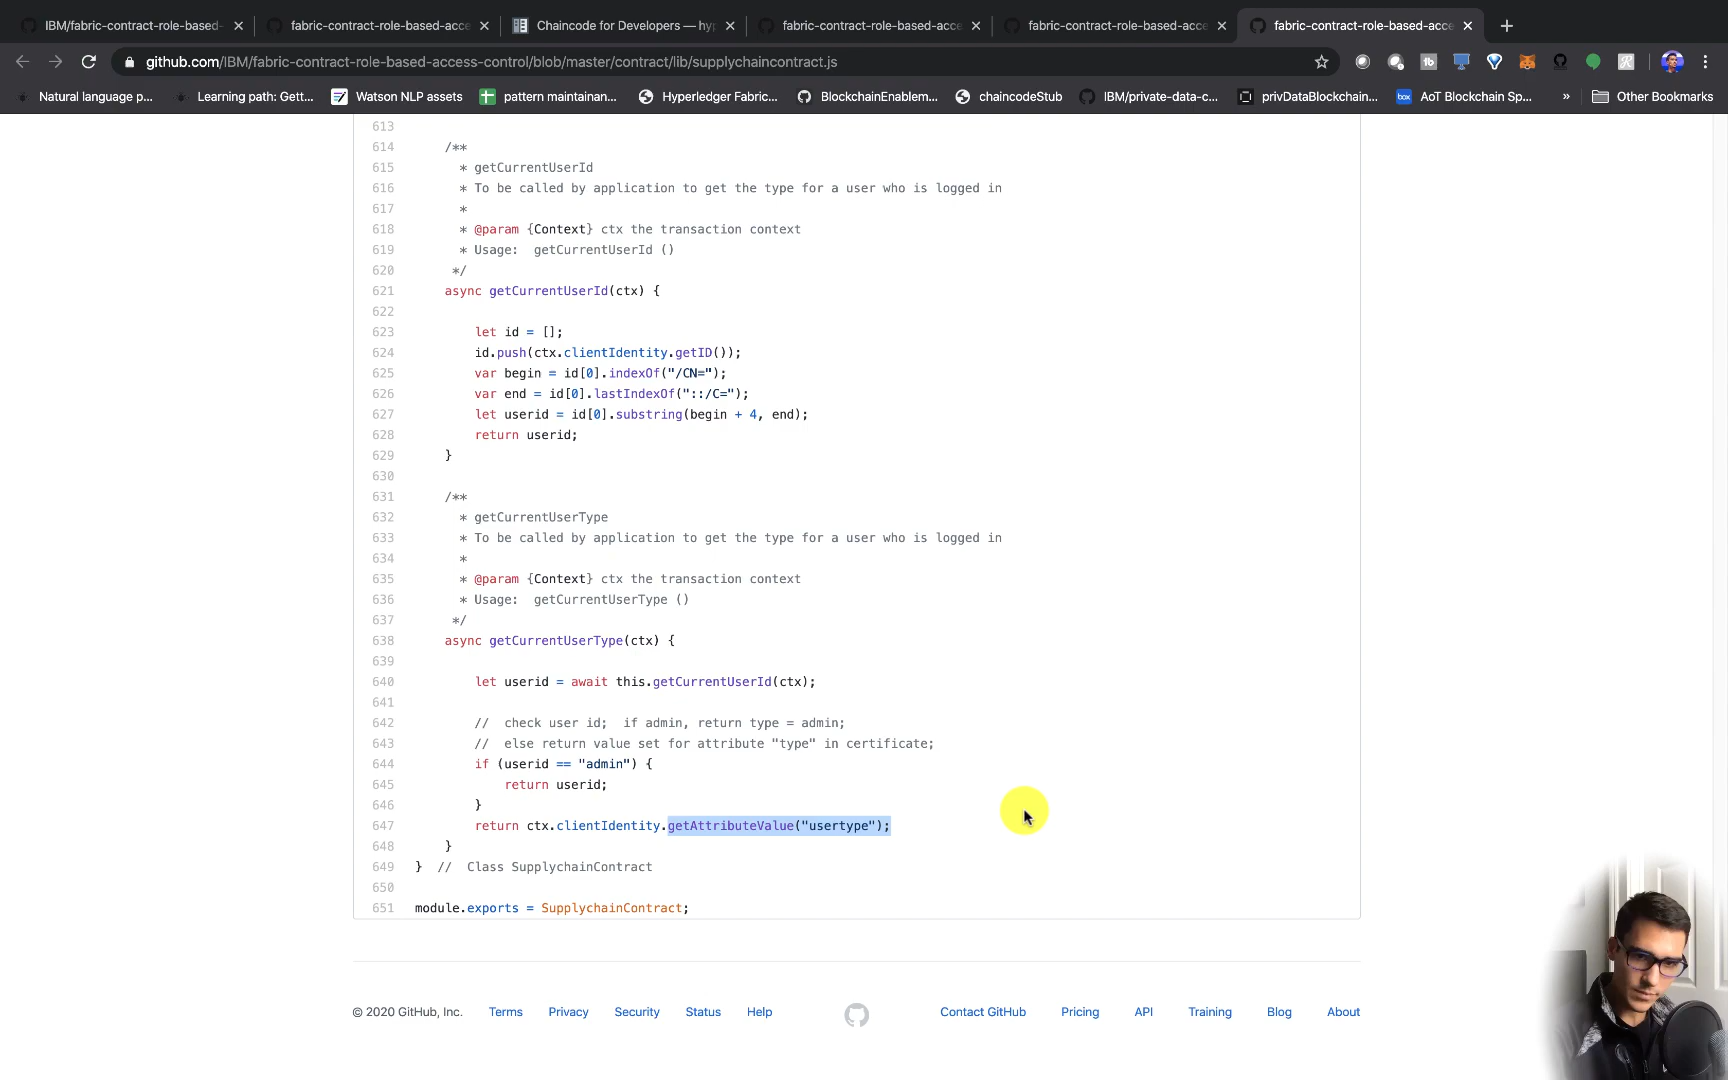 IBM/fabric-contract-role-based-
fabric-contract-role-based-acce
Chaincode for Developers — hyp
fabric-contract-role-based-acce
fabric-contract-role-based-acce
fabric-contract-role-based-acce
github.com/IBM/fabric-contract-role-based-access-control/blob/master/contract/lib/supplychaincontract.js
Natural language p...
Learning path: Gett...
Watson NLP assets
pattern maintainan...
Hyperledger Fabric...
BlockchainEnablem...
chaincodeStub
IBM/private-data-c...
privDataBlockchain...
box
AoT Blockchain Sp...
»
Other Bookmarks
613
614 /**
615 * getCurrentUserId
616 * To be called by application to get the type for a user who is logged in
617 *
618 * @param {Context} ctx the transaction context
619 * Usage: getCurrentUserId ()
620 */
621 async getCurrentUserId(ctx) {
622
623 let id = [];
624 id.push(ctx.clientIdentity.getID());
625 var begin = id[0].indexOf("/CN=");
626 var end = id[0].lastIndexOf("::/C=");
627 let userid = id[0].substring(begin + 4, end);
628 return userid;
629 }
630
631 /**
632 * getCurrentUserType
633 * To be called by application to get the type for a user who is logged in
634 *
635 * @param {Context} ctx the transaction context
636 * Usage: getCurrentUserType ()
637 */
638 async getCurrentUserType(ctx) {
639
640 let userid = await this.getCurrentUserId(ctx);
641
642 // check user id; if admin, return type = admin;
643 // else return value set for attribute "type" in certificate;
644 if (userid == "admin") {
645 return userid;
646 }
647 return ctx.clientIdentity.getAttributeValue("usertype");
648 }
649 } // Class SupplychainContract
650
651 module.exports = SupplychainContract;
© 2020 GitHub, Inc. Terms Privacy Security Status Help Contact GitHub Pricing API Training Blog About